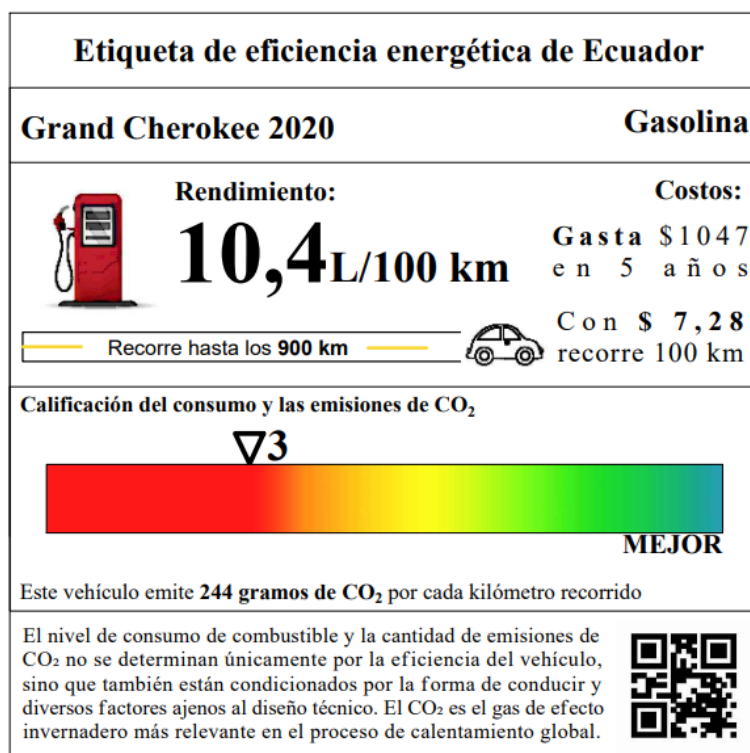 Etiqueta de eficiencia energética de Ecuador
Grand Cherokee 2020
Gasolina
Rendimiento:
10,4 L/100 km
Costos:
Gasta $1047
en 5 años
Con $ 7,28
recorre 100 km
Recorre hasta los 900 km
Calificación del consumo y las emisiones de CO₂
3
MEJOR
Este vehículo emite 244 gramos de CO₂ por cada kilómetro recorrido
El nivel de consumo de combustible y la cantidad de emisiones de
CO₂ no se determinan únicamente por la eficiencia del vehículo,
sino que también están condicionados por la forma de conducir y
diversos factores ajenos al diseño técnico. El CO₂ es el gas de efecto
invernadero más relevante en el proceso de calentamiento global.